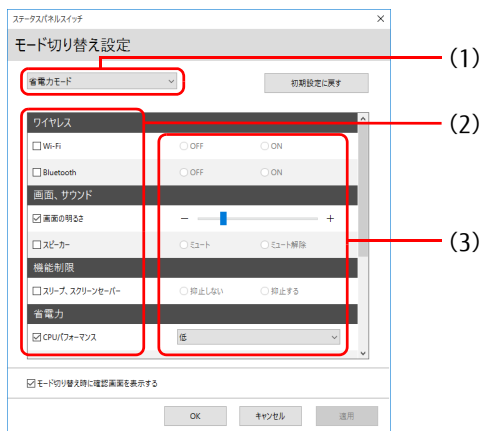 ステータスパネルスイッチ
モード切り替え設定
(1)
省電力モード 初期設定に戻す
(2)
ワイヤレス
Wi-Fi OFF ON
Bluetooth OFF ON
画面、サウンド
画面の明るさ − +
(3)
スピーカー ミュート ミュート解除
機能制限
スリープ、スクリーンセーバー 抑止しない 抑止する
省電力
CPUパフォーマンス 低
モード切り替え時に確認画面を表示する
OK キャンセル 適用